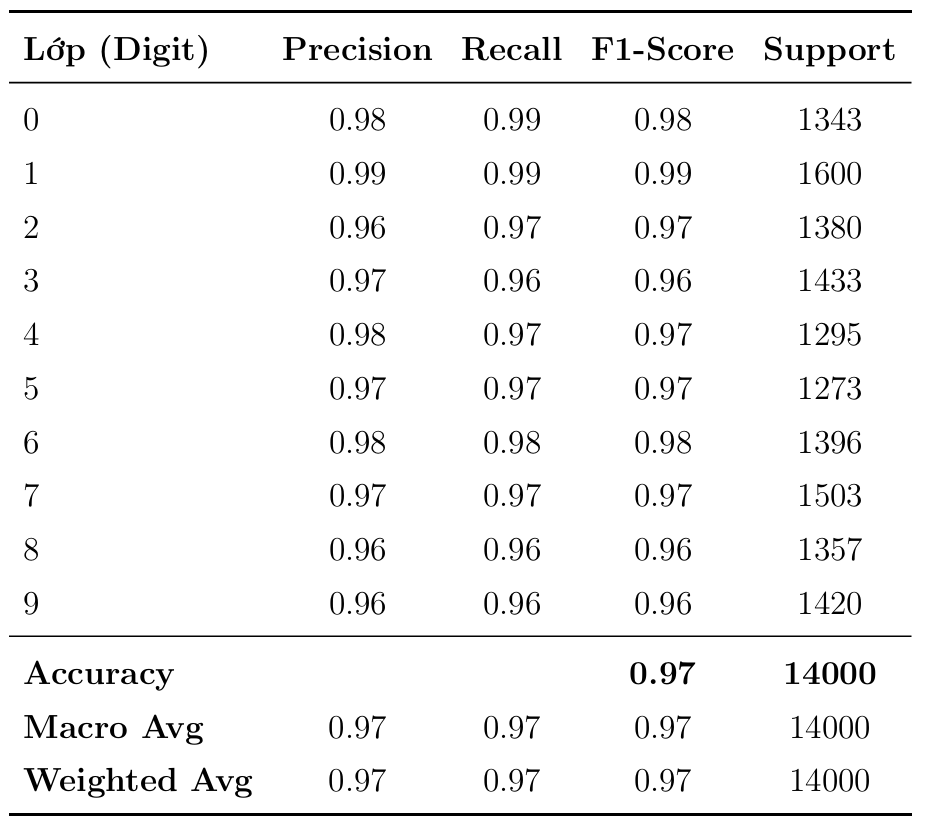 Lớp (Digit) Precision Recall F1-Score Support
0 0.98 0.99 0.98 1343
1 0.99 0.99 0.99 1600
2 0.96 0.97 0.97 1380
3 0.97 0.96 0.96 1433
4 0.98 0.97 0.97 1295
5 0.97 0.97 0.97 1273
6 0.98 0.98 0.98 1396
7 0.97 0.97 0.97 1503
8 0.96 0.96 0.96 1357
9 0.96 0.96 0.96 1420
Accuracy 0.97 14000
Macro Avg 0.97 0.97 0.97 14000
Weighted Avg 0.97 0.97 0.97 14000